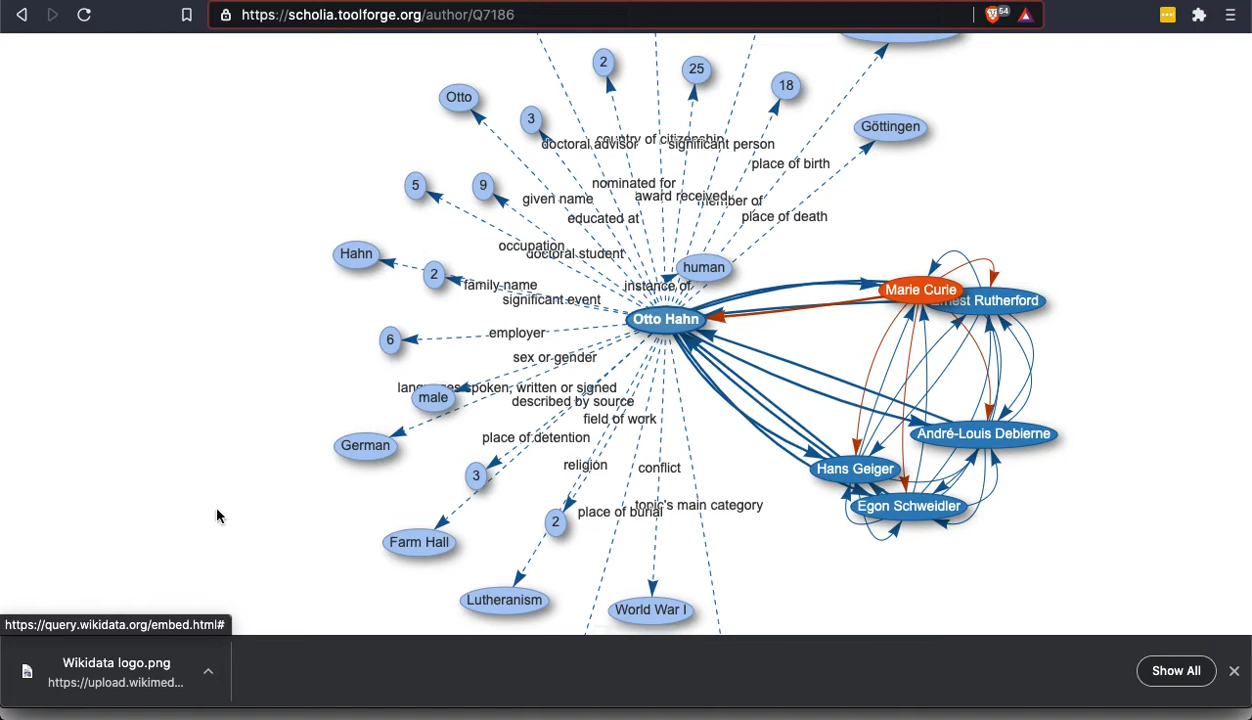 https://scholia.toolforge.org/author/Q7186
54
2
25
18
Otto
3
Göttingen
country of citizenship
doctoral advisor
significant person
place of birth
5
9
nominated for
given name
award received
member of
educated at
place of death
occupation
doctoral student
Hahn
2
human
family name
instance of
significant event
Marie Curie
Ernest Rutherford
Otto Hahn
6
employer
sex or gender
languages spoken, written or signed
male
described by source
field of work
German
place of detention
André-Louis Debierne
3
religion
conflict
Hans Geiger
topic's main category
place of burial
Egon Schweidler
2
Farm Hall
Lutheranism
World War I
https://query.wikidata.org/embed.html#
Wikidata logo.png
https://upload.wikimed...
Show All